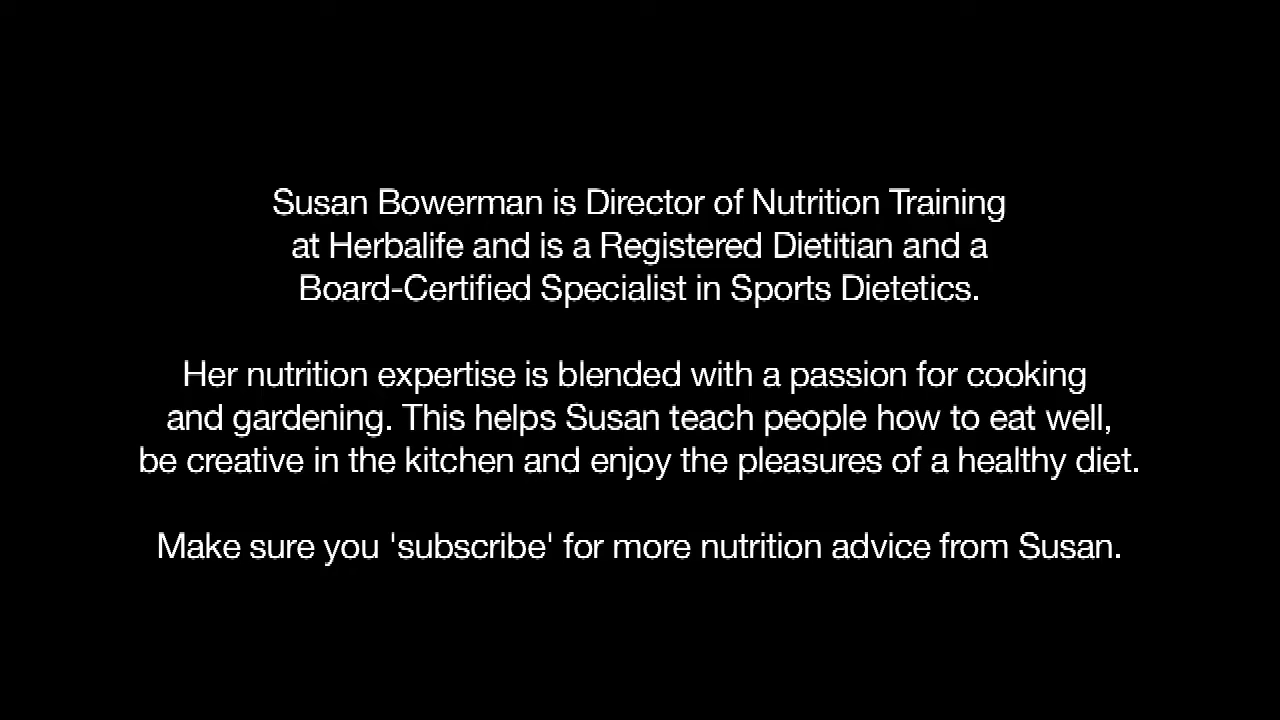 Susan Bowerman is Director of Nutrition Training
at Herbalife and is a Registered Dietitian and a
Board-Certified Specialist in Sports Dietetics.
Her nutrition expertise is blended with a passion for cooking
and gardening. This helps Susan teach people how to eat well,
be creative in the kitchen and enjoy the pleasures of a healthy diet.
Make sure you 'subscribe' for more nutrition advice from Susan.